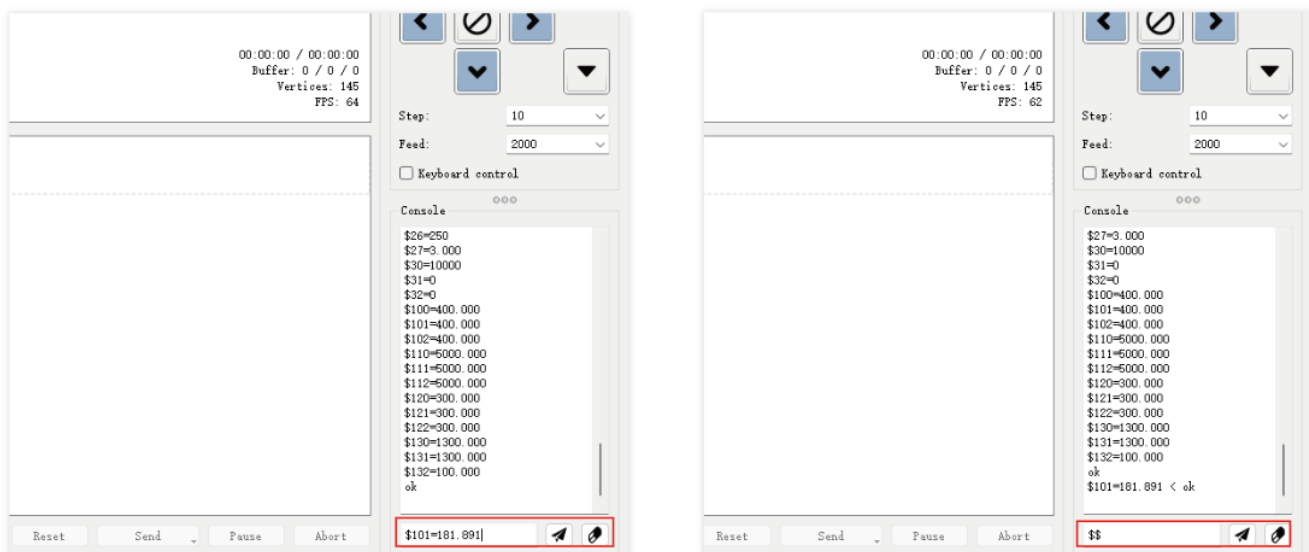 00:00:00 / 00:00:00
Buffer: 0 / 0 / 0
Vertices: 145
FPS: 64
Step:
10
Feed:
2000
Keyboard control
Console
$26=250
$27=3.000
$30=10000
$31=0
$32=0
$100=400.000
$101=400.000
$102=400.000
$110=5000.000
$111=5000.000
$112=5000.000
$120=300.000
$121=300.000
$122=300.000
$130=1300.000
$131=1300.000
$132=100.000
ok
$101=181.891
Reset
Send
Pause
Abort
00:00:00 / 00:00:00
Buffer: 0 / 0 / 0
Vertices: 145
FPS: 62
Step:
10
Feed:
2000
Keyboard control
Console
$27=3.000
$30=10000
$31=0
$32=0
$100=400.000
$101=400.000
$102=400.000
$110=5000.000
$111=5000.000
$112=5000.000
$120=300.000
$121=300.000
$122=300.000
$130=1300.000
$131=1300.000
$132=100.000
ok
$101=181.891 < ok
$$
Reset
Send
Pause
Abort